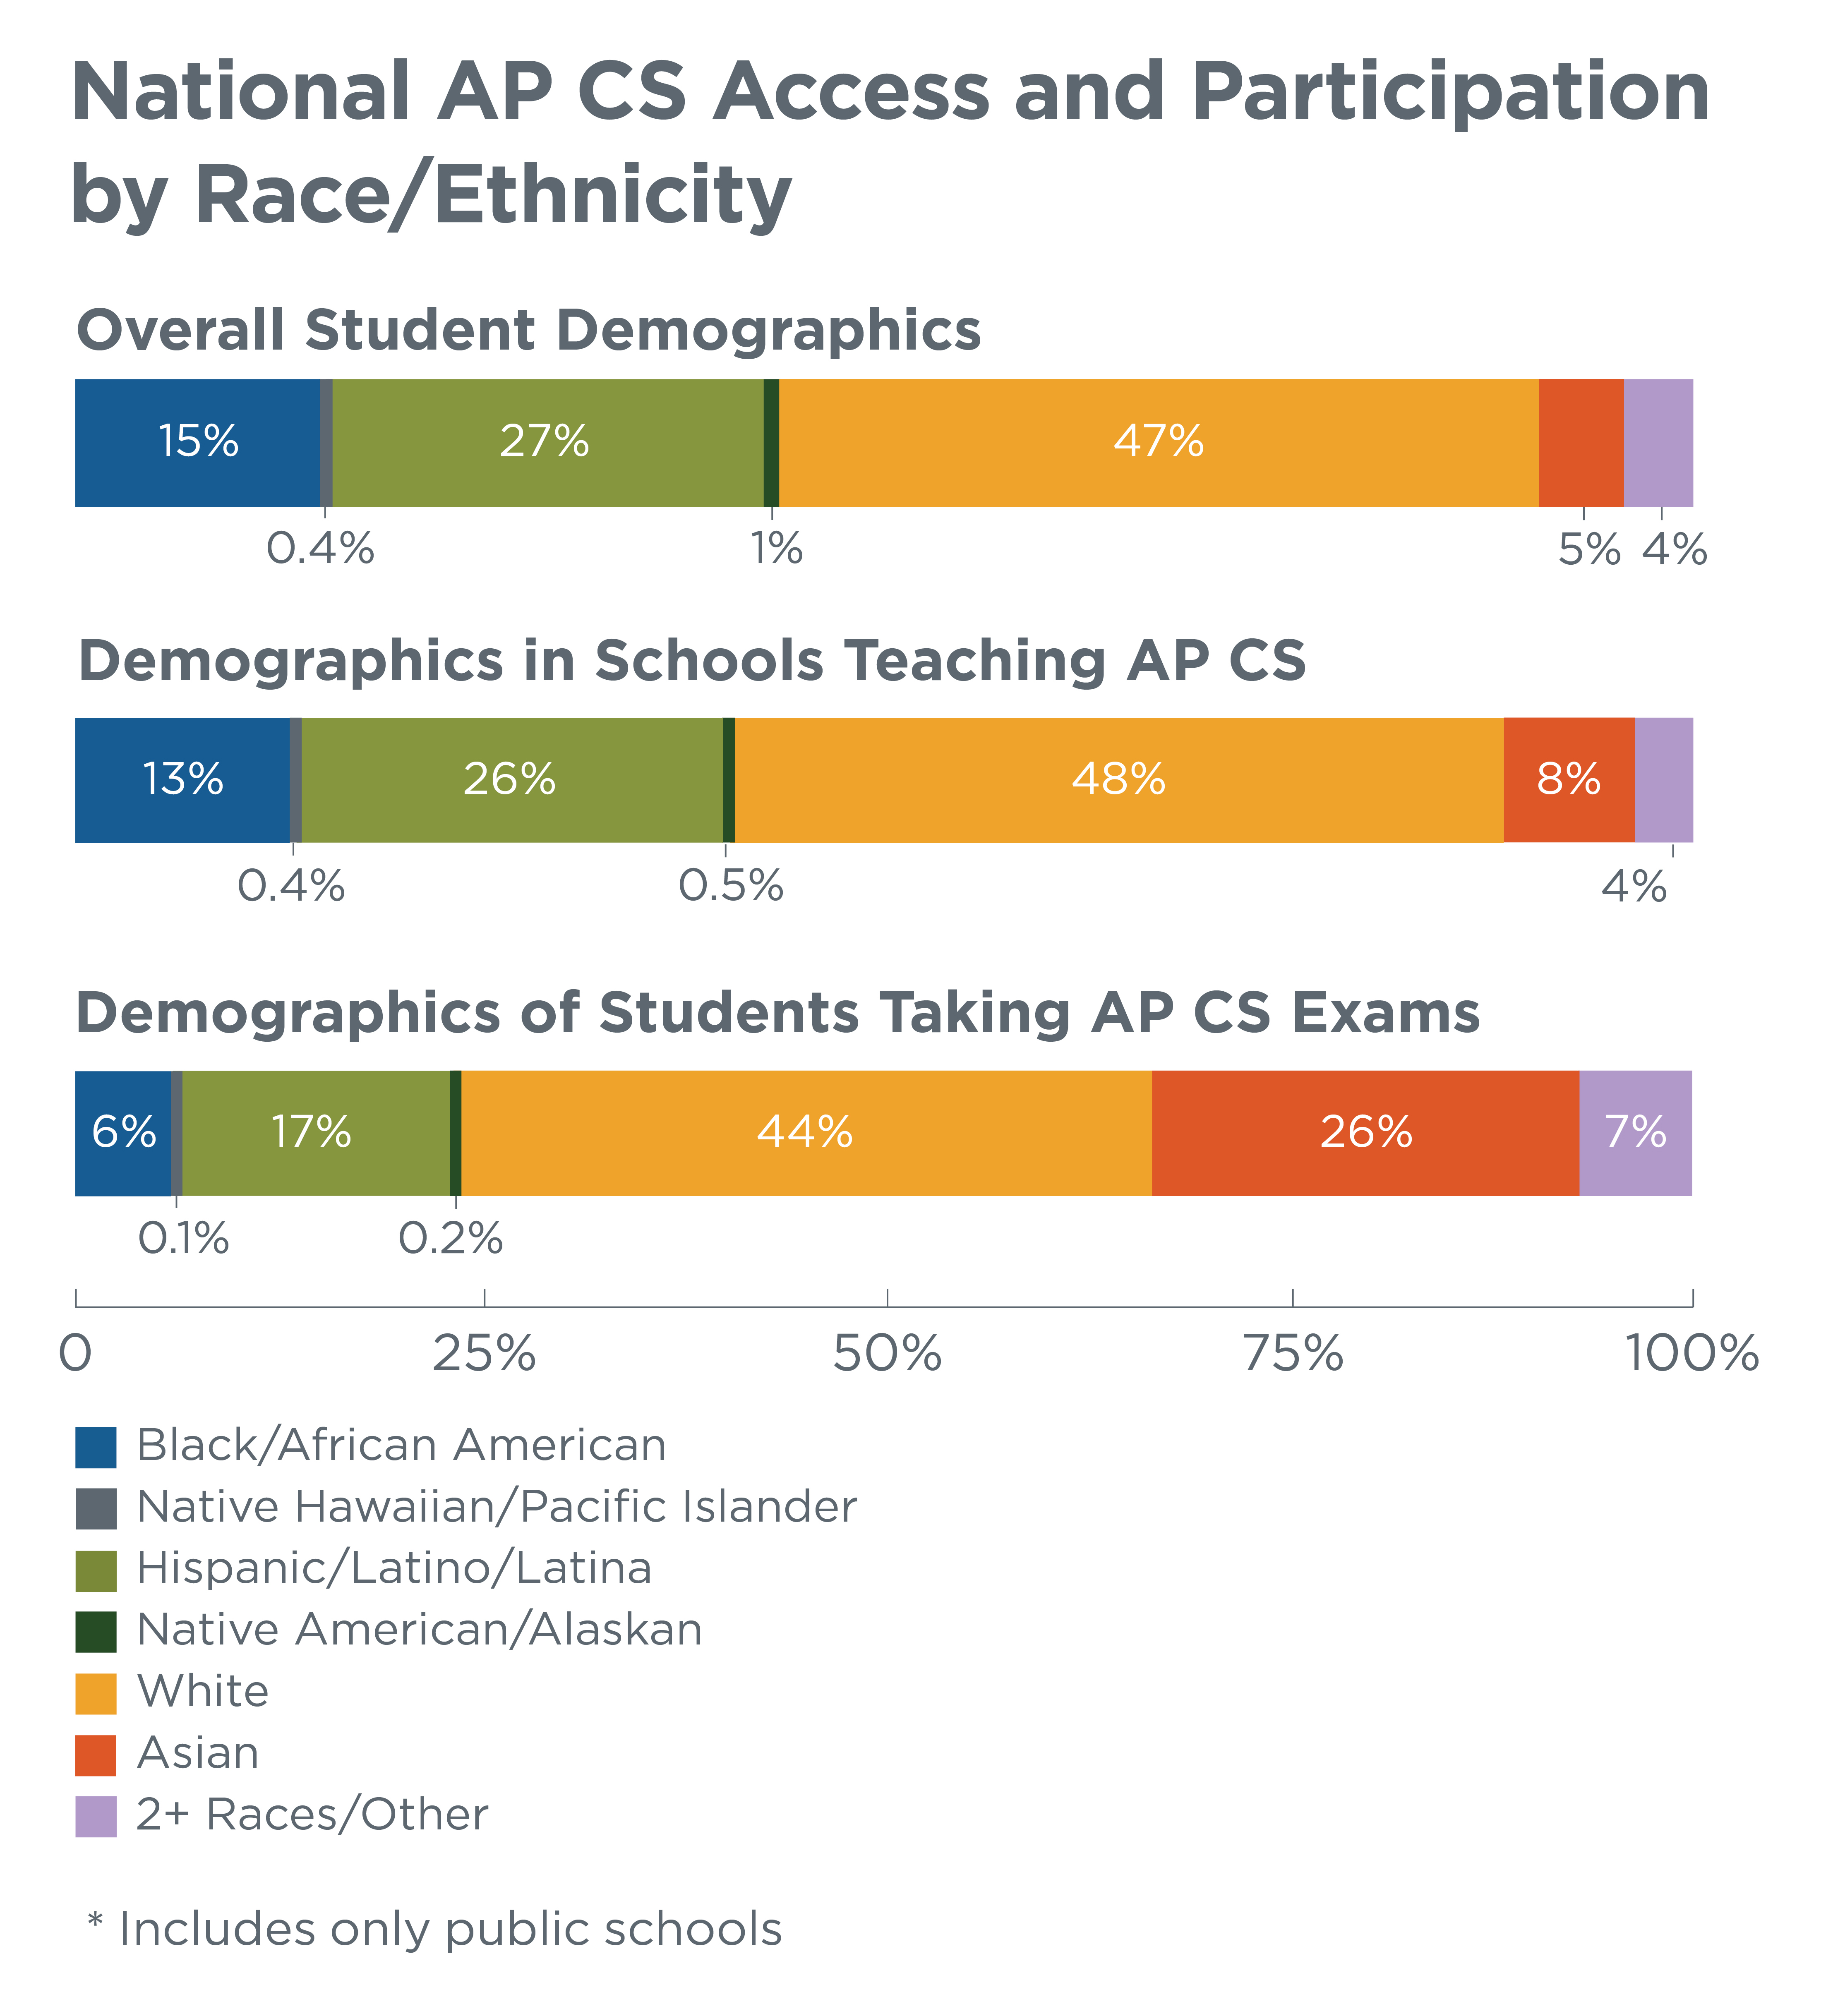 National AP CS Access and Participation
by Race/Ethnicity
Overall Student Demographics
15% 27% 47%
0.4% 1% 5% 4%
Demographics in Schools Teaching AP CS
13% 26% 48% 8%
0.4% 0.5% 4%
Demographics of Students Taking AP CS Exams
6% 17% 44% 26% 7%
0.1% 0.2%
0 25% 50% 75% 100%
Black/African American
Native Hawaiian/Pacific Islander
Hispanic/Latino/Latina
Native American/Alaskan
White
Asian
2+ Races/Other
* Includes only public schools